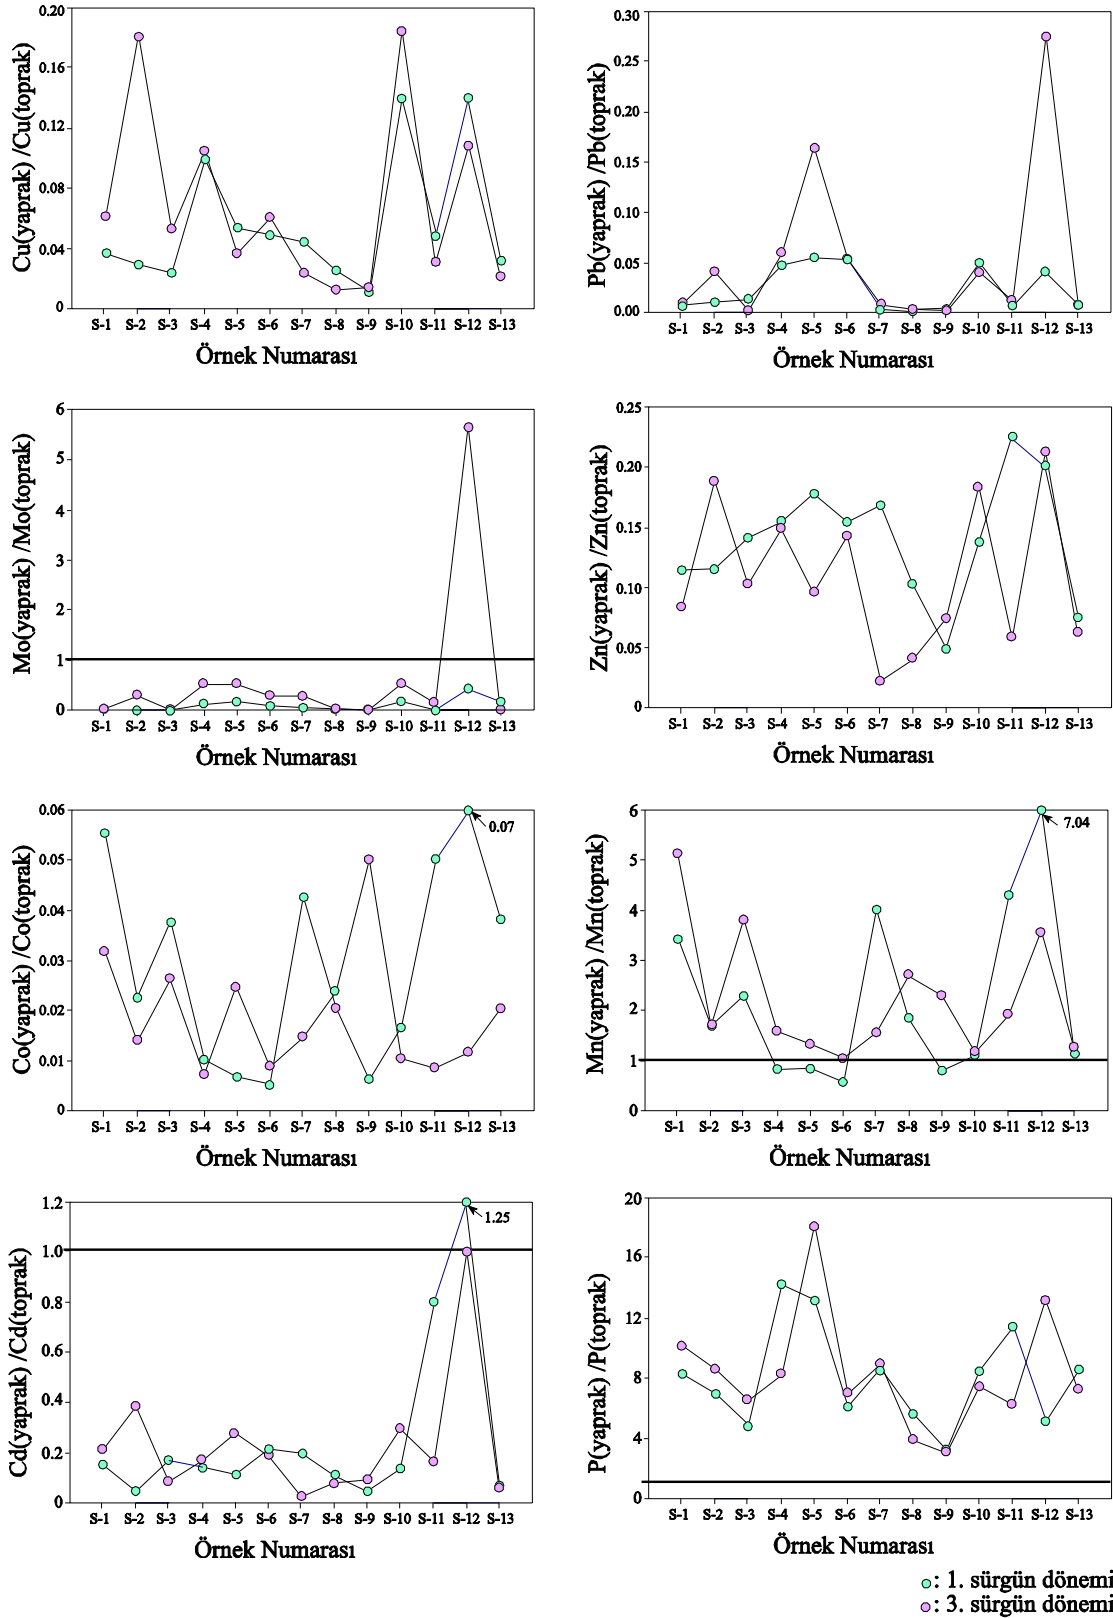 Cu(yaprak) /Cu(toprak)
0.20
0.16
0.12
0.08
0.04
0
S-1 S-2 S-3 S-4 S-5 S-6 S-7 S-8 S-9 S-10 S-11 S-12 S-13
Örnek Numarası
Pb(yaprak) /Pb(toprak)
0.30
0.25
0.20
0.15
0.10
0.05
0.00
S-1 S-2 S-3 S-4 S-5 S-6 S-7 S-8 S-9 S-10 S-11 S-12 S-13
Örnek Numarası
Mo(yaprak) /Mo(toprak)
6
5
4
3
2
1
0
S-1 S-2 S-3 S-4 S-5 S-6 S-7 S-8 S-9 S-10 S-11 S-12 S-13
Örnek Numarası
Zn(yaprak) /Zn(toprak)
0.25
0.20
0.15
0.10
0.05
0
S-1 S-2 S-3 S-4 S-5 S-6 S-7 S-8 S-9 S-10 S-11 S-12 S-13
Örnek Numarası
Co(yaprak) /Co(toprak)
0.06
0.05
0.04
0.03
0.02
0.01
0
0.07
S-1 S-2 S-3 S-4 S-5 S-6 S-7 S-8 S-9 S-10 S-11 S-12 S-13
Örnek Numarası
Mn(yaprak) /Mn(toprak)
6
5
4
3
2
1
0
7.04
S-1 S-2 S-3 S-4 S-5 S-6 S-7 S-8 S-9 S-10 S-11 S-12 S-13
Örnek Numarası
Cd(yaprak) /Cd(toprak)
1.2
1.0
0.8
0.6
0.4
0.2
0
1.25
S-1 S-2 S-3 S-4 S-5 S-6 S-7 S-8 S-9 S-10 S-11 S-12 S-13
Örnek Numarası
P(yaprak) /P(toprak)
20
16
12
8
4
0
S-1 S-2 S-3 S-4 S-5 S-6 S-7 S-8 S-9 S-10 S-11 S-12 S-13
Örnek Numarası
: 1. sürgün dönemi
: 3. sürgün dönemi